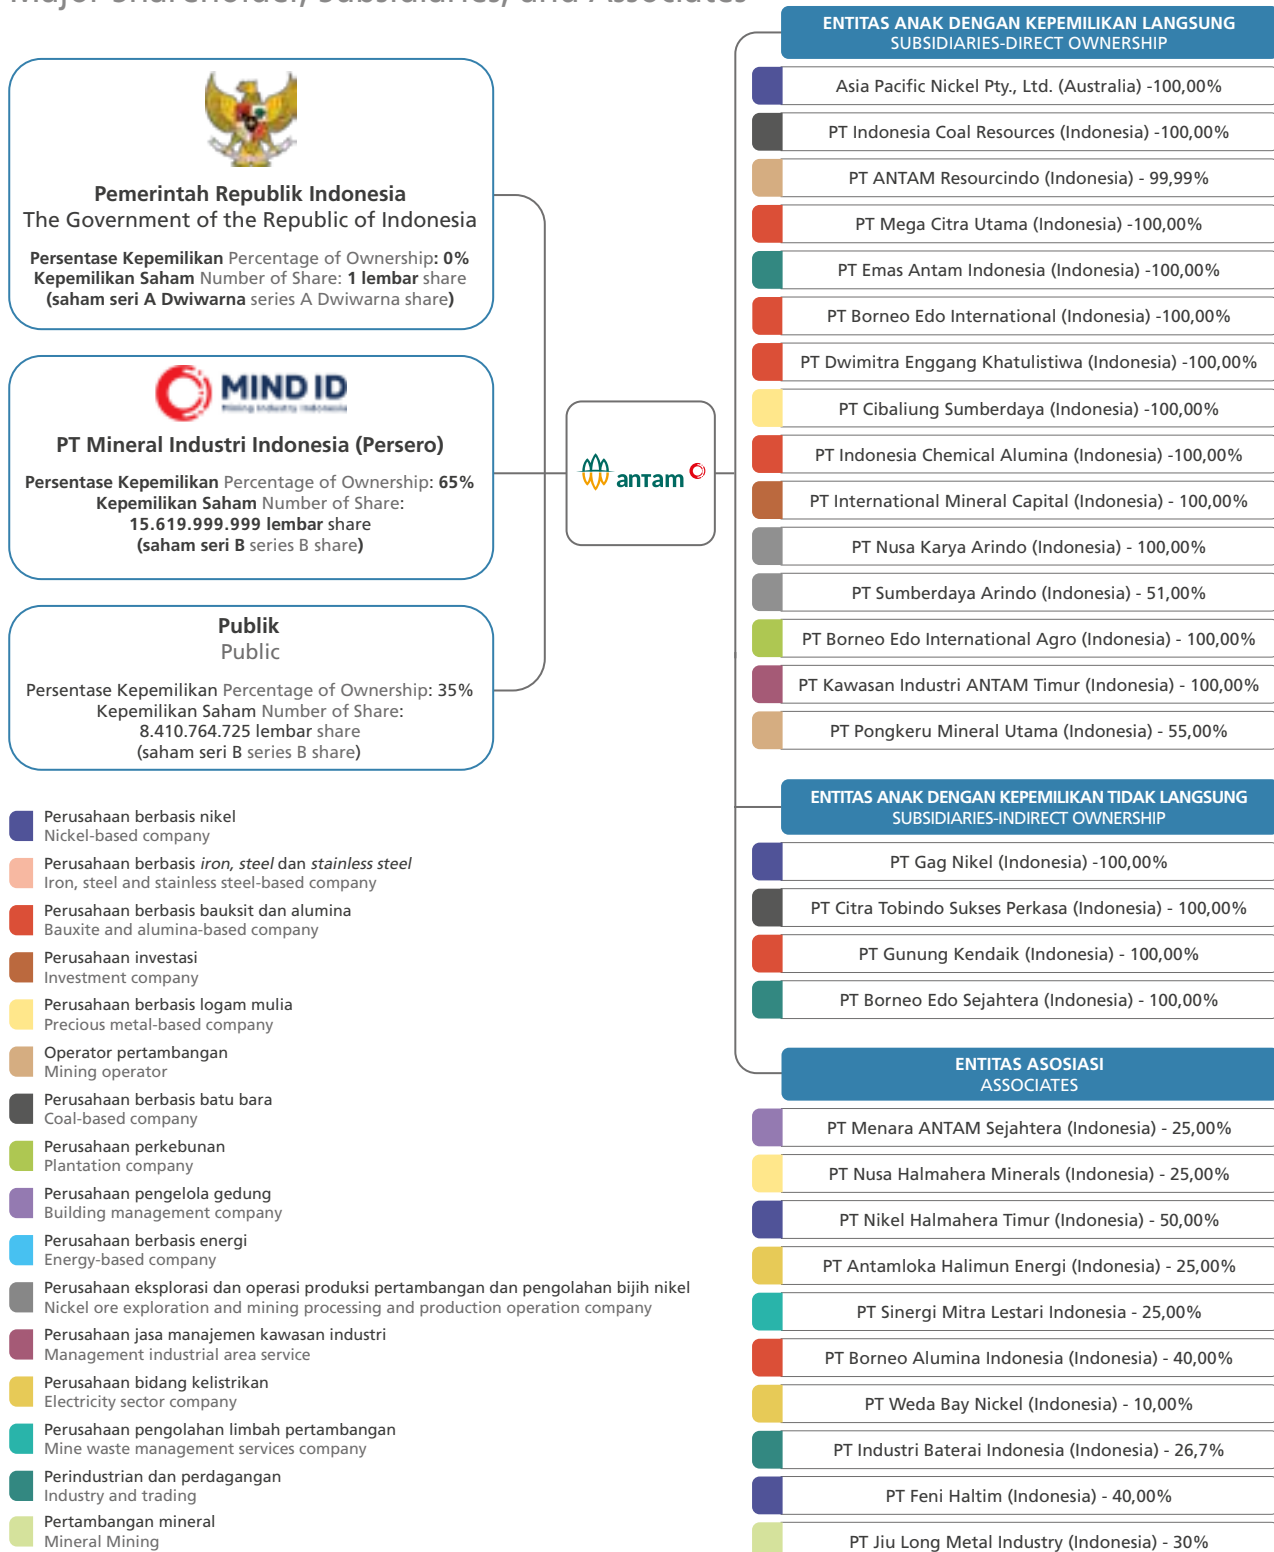 Major Shareholder, Subsidiaries, and Associates
Pemerintah Republik Indonesia
The Government of the Republic of Indonesia
Persentase Kepemilikan Percentage of Ownership: 0%
Kepemilikan Saham Number of Share: 1 lembar share
(saham seri A Dwiwarna series A Dwiwarna share)
MIND ID
Mining Industry Indonesia
PT Mineral Industri Indonesia (Persero)
Persentase Kepemilikan Percentage of Ownership: 65%
Kepemilikan Saham Number of Share:
15.619.999.999 lembar share
(saham seri B series B share)
Publik
Public
Persentase Kepemilikan Percentage of Ownership: 35%
Kepemilikan Saham Number of Share:
8.410.764.725 lembar share
(saham seri B series B share)
antam
Perusahaan berbasis nikel
Nickel-based company
Perusahaan berbasis iron, steel dan stainless steel
Iron, steel and stainless steel-based company
Perusahaan berbasis bauksit dan alumina
Bauxite and alumina-based company
Perusahaan investasi
Investment company
Perusahaan berbasis logam mulia
Precious metal-based company
Operator pertambangan
Mining operator
Perusahaan berbasis batu bara
Coal-based company
Perusahaan perkebunan
Plantation company
Perusahaan pengelola gedung
Building management company
Perusahaan berbasis energi
Energy-based company
Perusahaan eksplorasi dan operasi produksi pertambangan dan pengolahan bijih nikel
Nickel ore exploration and mining processing and production operation company
Perusahaan jasa manajemen kawasan industri
Management industrial area service
Perusahaan bidang kelistrikan
Electricity sector company
Perusahaan pengolahan limbah pertambangan
Mine waste management services company
Perindustrian dan perdagangan
Industry and trading
Pertambangan mineral
Mineral Mining
ENTITAS ANAK DENGAN KEPEMILIKAN LANGSUNG
SUBSIDIARIES-DIRECT OWNERSHIP
Asia Pacific Nickel Pty., Ltd. (Australia) -100,00%
PT Indonesia Coal Resources (Indonesia) -100,00%
PT ANTAM Resourcindo (Indonesia) - 99,99%
PT Mega Citra Utama (Indonesia) -100,00%
PT Emas Antam Indonesia (Indonesia) -100,00%
PT Borneo Edo International (Indonesia) -100,00%
PT Dwimitra Enggang Khatulistiwa (Indonesia) -100,00%
PT Cibaliung Sumberdaya (Indonesia) -100,00%
PT Indonesia Chemical Alumina (Indonesia) -100,00%
PT International Mineral Capital (Indonesia) - 100,00%
PT Nusa Karya Arindo (Indonesia) - 100,00%
PT Sumberdaya Arindo (Indonesia) - 51,00%
PT Borneo Edo International Agro (Indonesia) - 100,00%
PT Kawasan Industri ANTAM Timur (Indonesia) - 100,00%
PT Pongkeru Mineral Utama (Indonesia) - 55,00%
ENTITAS ANAK DENGAN KEPEMILIKAN TIDAK LANGSUNG
SUBSIDIARIES-INDIRECT OWNERSHIP
PT Gag Nikel (Indonesia) -100,00%
PT Citra Tobindo Sukses Perkasa (Indonesia) - 100,00%
PT Gunung Kendaik (Indonesia) - 100,00%
PT Borneo Edo Sejahtera (Indonesia) - 100,00%
ENTITAS ASOSIASI
ASSOCIATES
PT Menara ANTAM Sejahtera (Indonesia) - 25,00%
PT Nusa Halmahera Minerals (Indonesia) - 25,00%
PT Nikel Halmahera Timur (Indonesia) - 50,00%
PT Antamloka Halimun Energi (Indonesia) - 25,00%
PT Sinergi Mitra Lestari Indonesia - 25,00%
PT Borneo Alumina Indonesia (Indonesia) - 40,00%
PT Weda Bay Nickel (Indonesia) - 10,00%
PT Industri Baterai Indonesia (Indonesia) - 26,7%
PT Feni Haltim (Indonesia) - 40,00%
PT Jiu Long Metal Industry (Indonesia) - 30%